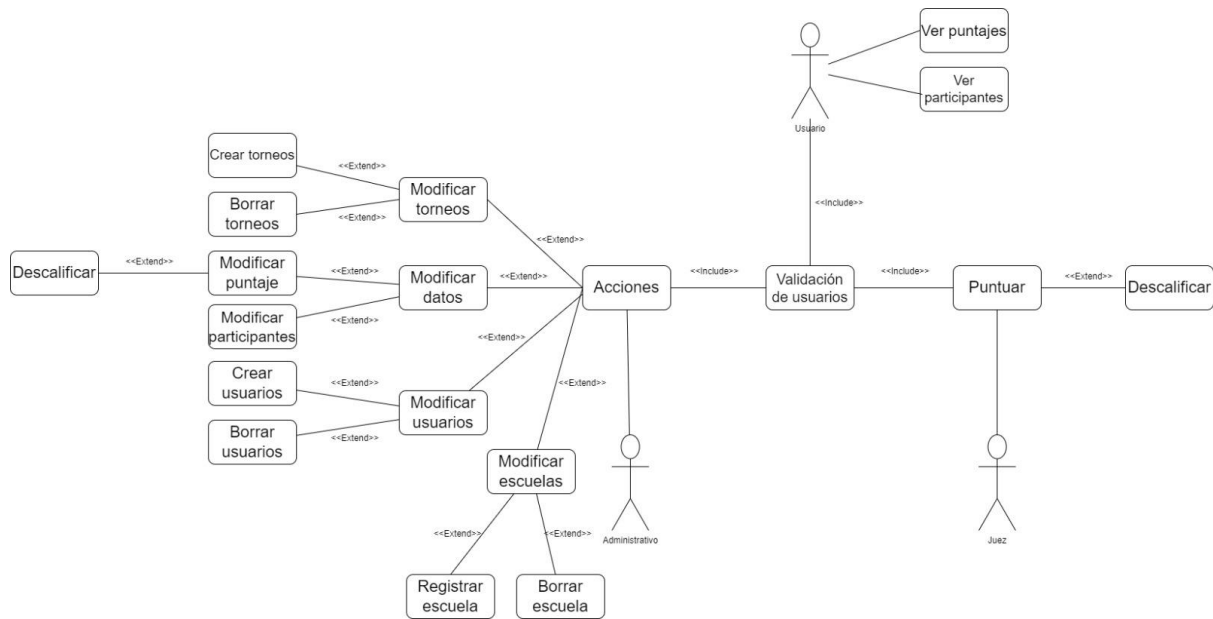 Ver puntajes
Ver
participantes
Usuario
<<Include>>
Crear torneos
<<Extend>>
Borrar
torneos
<<Extend>>
Modificar
torneos
<<Extend>>
Descalificar
<<Extend>>
Modificar
puntaje
<<Extend>>
Modificar
participantes
<<Extend>>
Modificar
datos
<<Extend>>
Acciones
<<Include>>
Validación
de usuarios
<<Include>>
Puntuar
<<Extend>>
Descalificar
<<Extend>>
Crear
usuarios
<<Extend>>
Borrar
usuarios
<<Extend>>
Modificar
usuarios
<<Extend>>
Modificar
escuelas
<<Extend>>
<<Extend>>
Registrar
escuela
Borrar
escuela
Administrativo
Juez